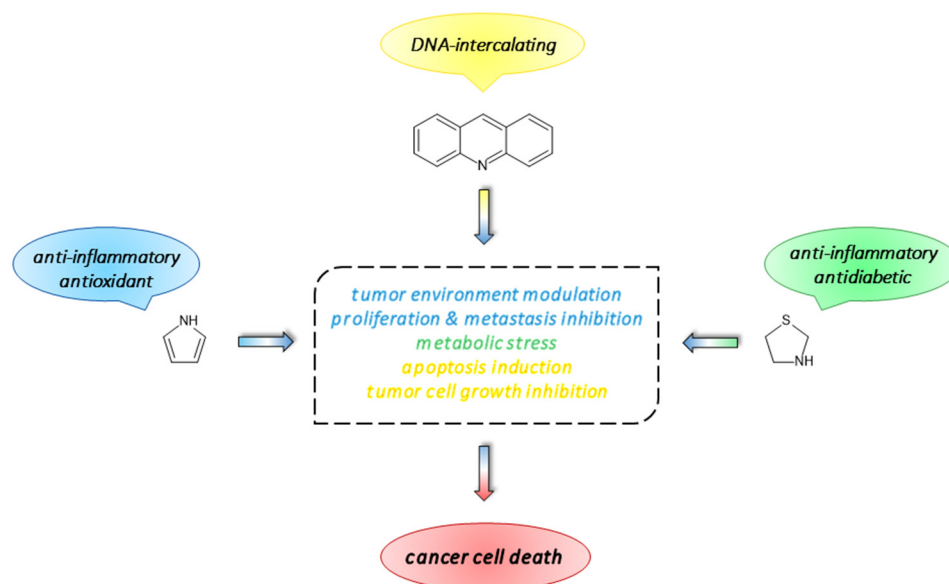 DNA-intercalating
N
anti-inflammatory
antioxidant
anti-inflammatory
antidiabetic
NH
S
NH
tumor environment modulation
proliferation & metastasis inhibition
metabolic stress
apoptosis induction
tumor cell growth inhibition
cancer cell death